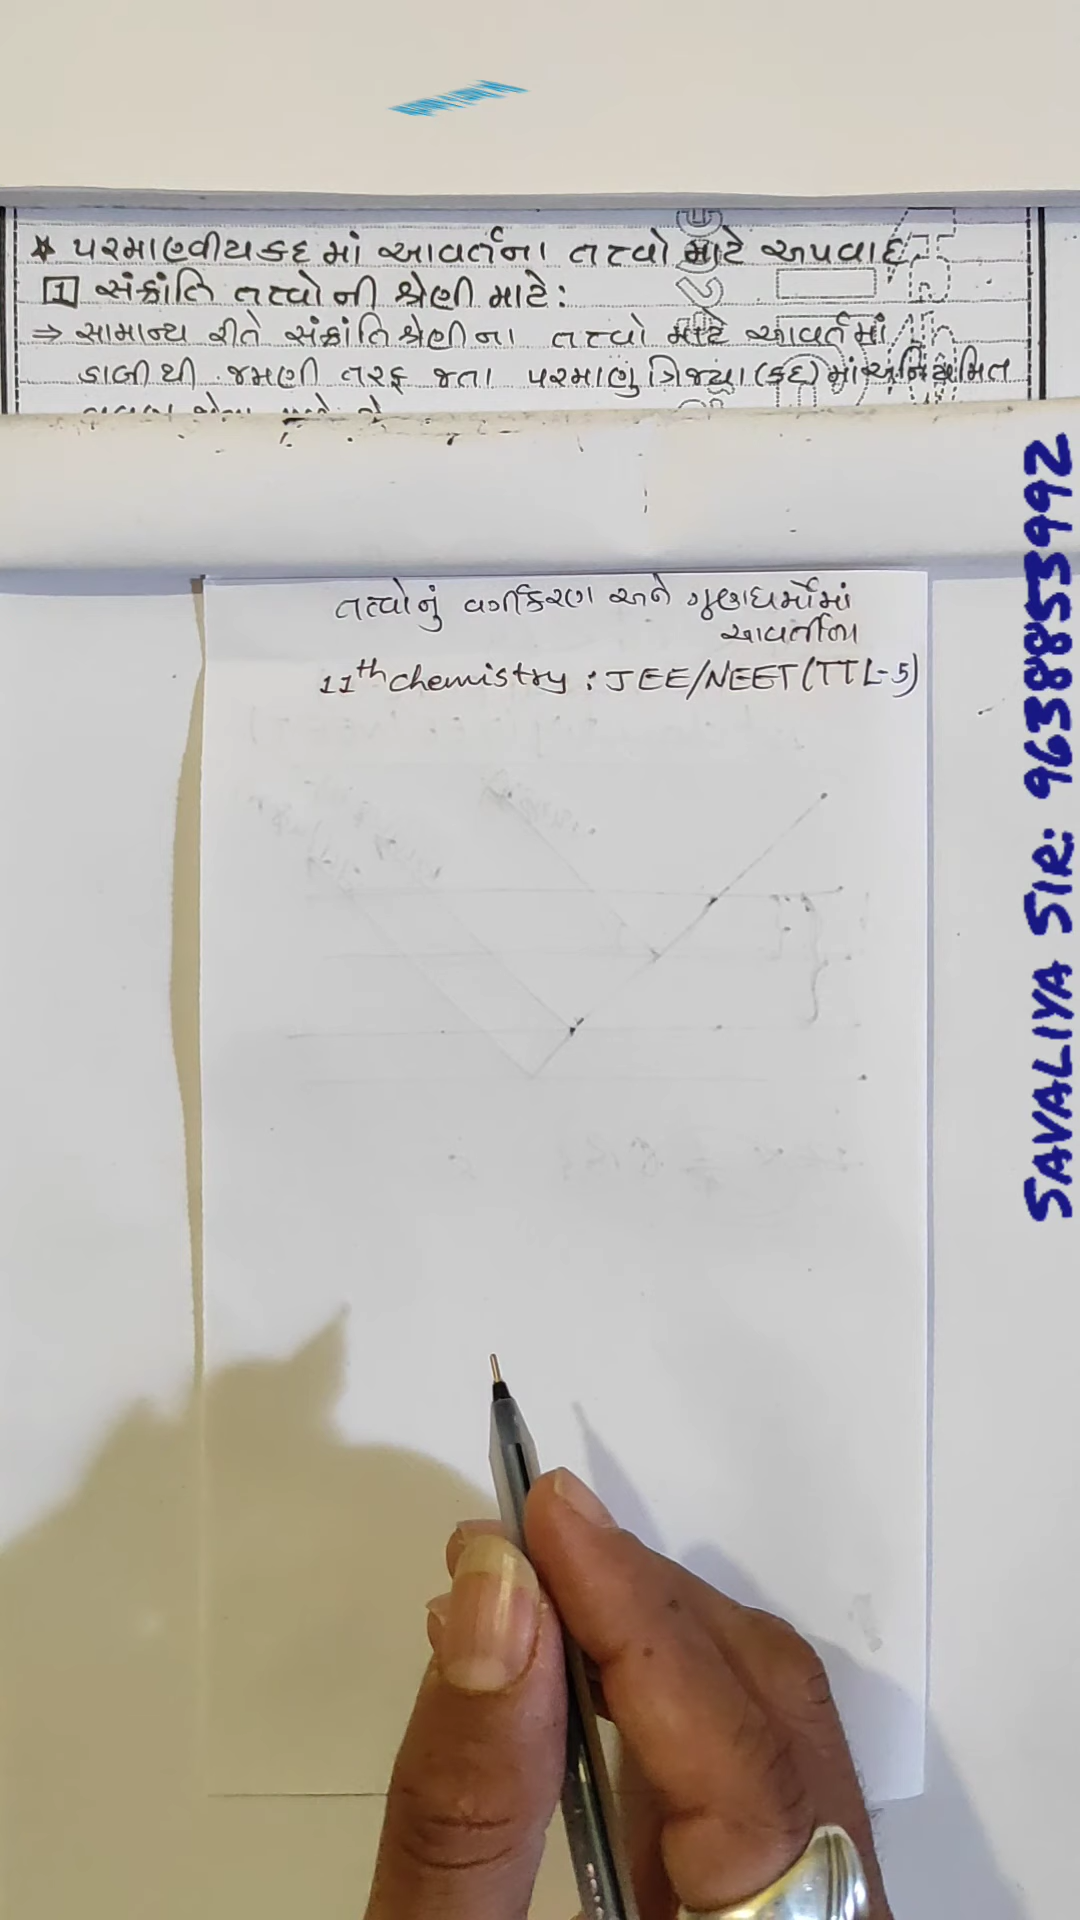 * પરમાણ્વીયકદ માં આવર્તના તત્વો માટે અપવાદ
1 સંક્રાંતિ તત્વોની શ્રેણી માટે:
⇒ સામાન્ય રીતે સંક્રાંતિશ્રેણીના તત્વો માટે આવર્તમાં
ડાબીથી જમણી તરફ જતા પરમાણું ત્રિજ્યા(કદ)માં અનિયમિત
તત્વોનું વર્ગીકરણ અને ગુણધર્મોમાં
આવર્તીતા
11th chemistry : JEE/NEET(TTL-5)
SAVALIYA SIR: 9638853992